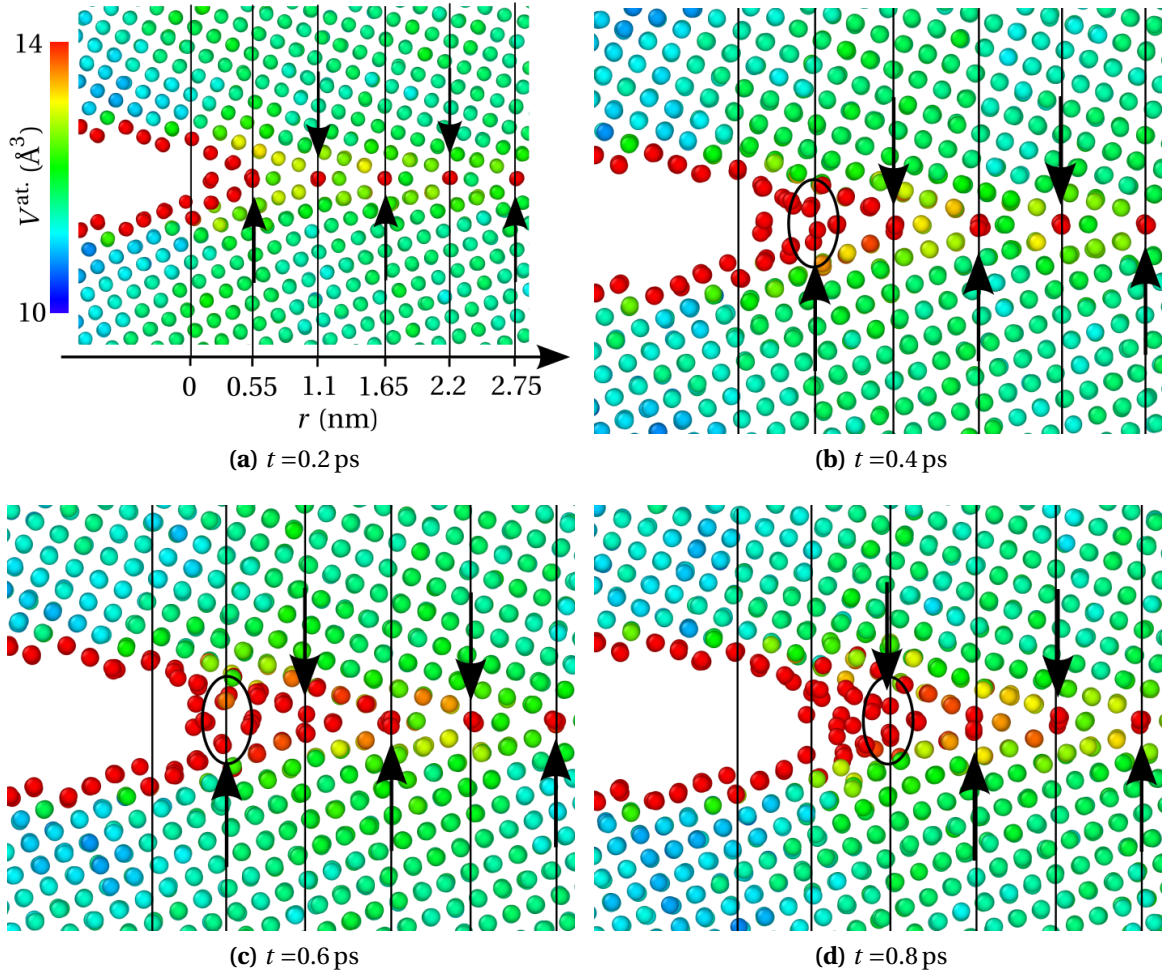 14
V^at. (Å^3)
10
0 0.55 1.1 1.65 2.2 2.75
r (nm)
(a) t =0.2 ps
(b) t =0.4 ps
(c) t =0.6 ps
(d) t =0.8 ps